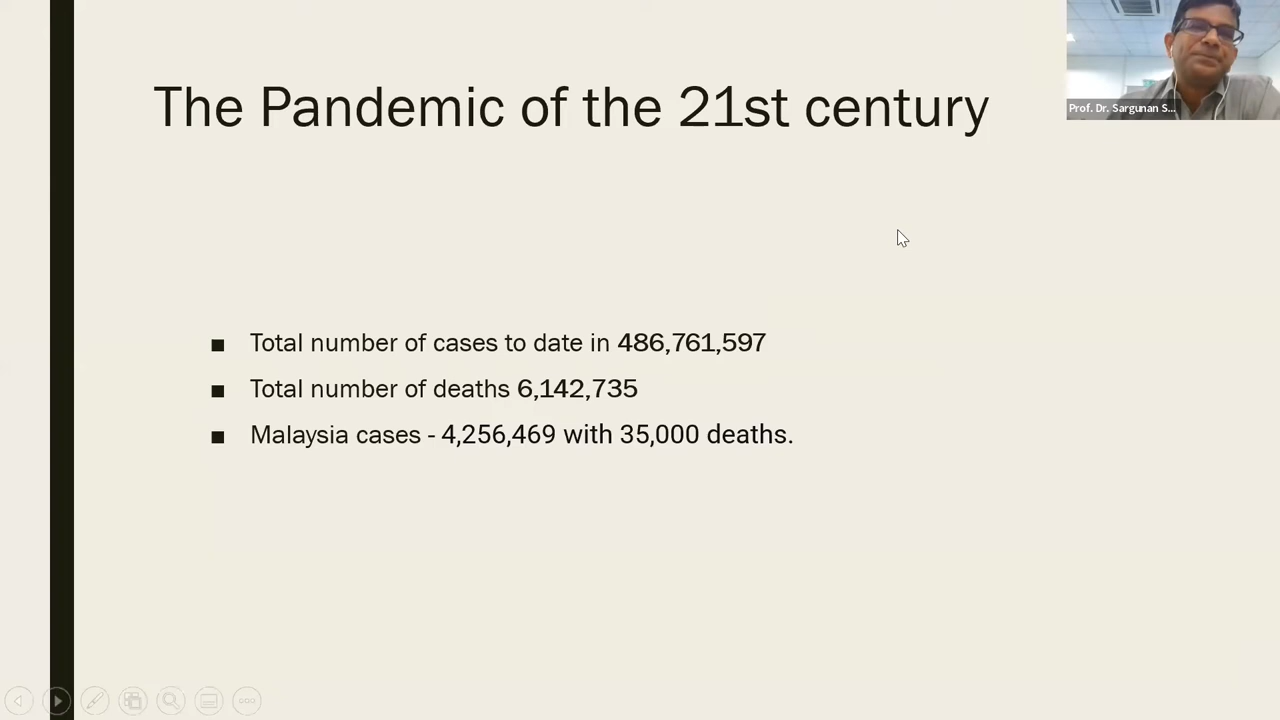 The Pandemic of the 21st century
Prof. Dr. Sargunan S...
Total number of cases to date in 486,761,597
Total number of deaths 6,142,735
Malaysia cases - 4,256,469 with 35,000 deaths.